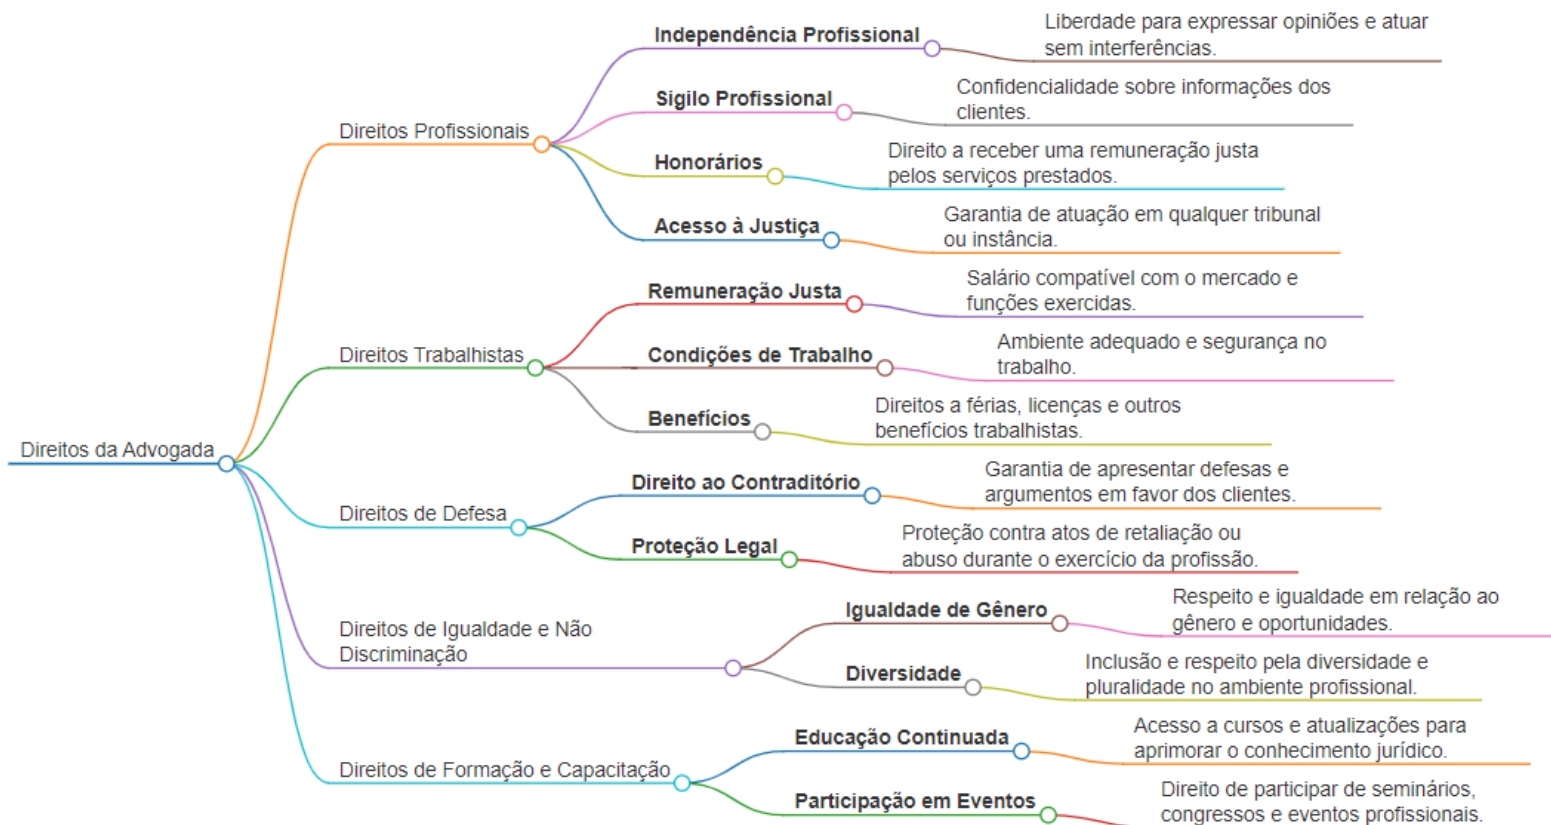 Direitos da Advogada
Direitos Profissionais
Independência Profissional
Liberdade para expressar opiniões e atuar
sem interferências.
Sigilo Profissional
Confidencialidade sobre informações dos
clientes.
Honorários
Direito a receber uma remuneração justa
pelos serviços prestados.
Acesso à Justiça
Garantia de atuação em qualquer tribunal
ou instância.
Direitos Trabalhistas
Remuneração Justa
Salário compatível com o mercado e
funções exercidas.
Condições de Trabalho
Ambiente adequado e segurança no
trabalho.
Benefícios
Direitos a férias, licenças e outros
benefícios trabalhistas.
Direitos de Defesa
Direito ao Contraditório
Garantia de apresentar defesas e
argumentos em favor dos clientes.
Proteção Legal
Proteção contra atos de retaliação ou
abuso durante o exercício da profissão.
Direitos de Igualdade e Não
Discriminação
Igualdade de Gênero
Respeito e igualdade em relação ao
gênero e oportunidades.
Diversidade
Inclusão e respeito pela diversidade e
pluralidade no ambiente profissional.
Direitos de Formação e Capacitação
Educação Continuada
Acesso a cursos e atualizações para
aprimorar o conhecimento jurídico.
Participação em Eventos
Direito de participar de seminários,
congressos e eventos profissionais.